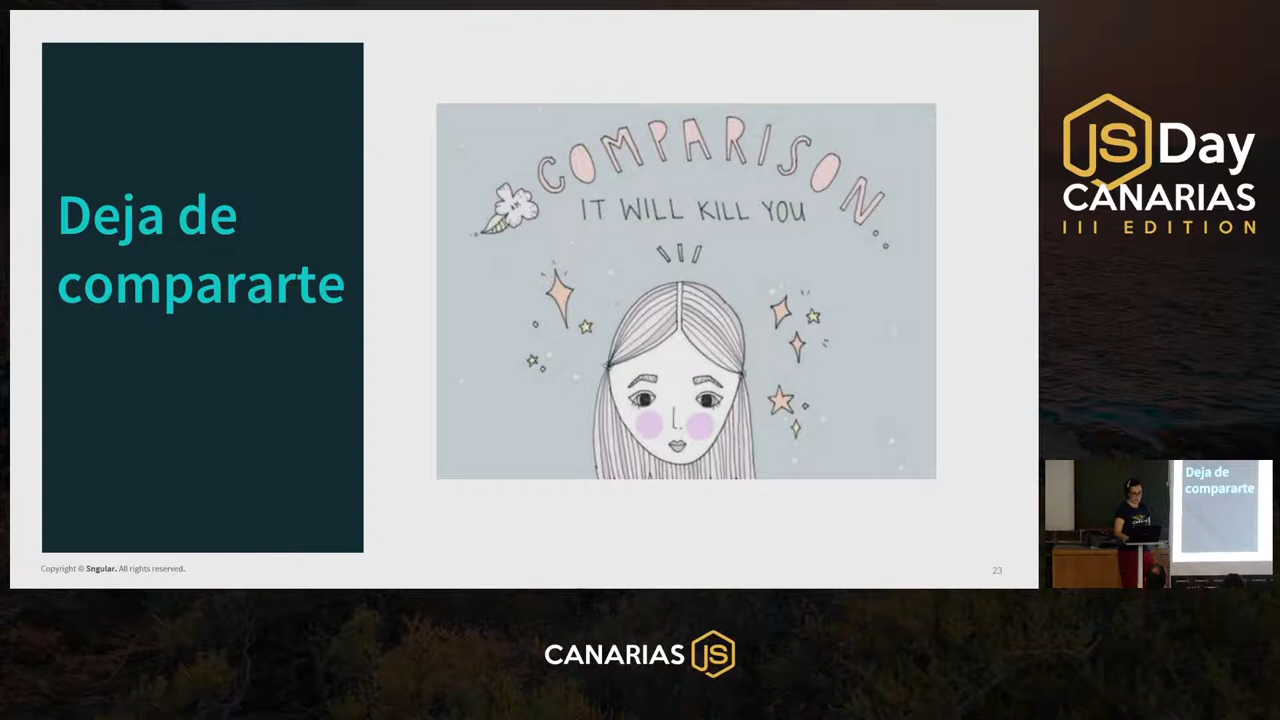 Deja de
compararte
COMPARISON...
IT WILL KILL YOU
Copyright © Sngular. All rights reserved.
23
JS Day
CANARIAS
III EDITION
Deja de
compararte
CANARIAS JS